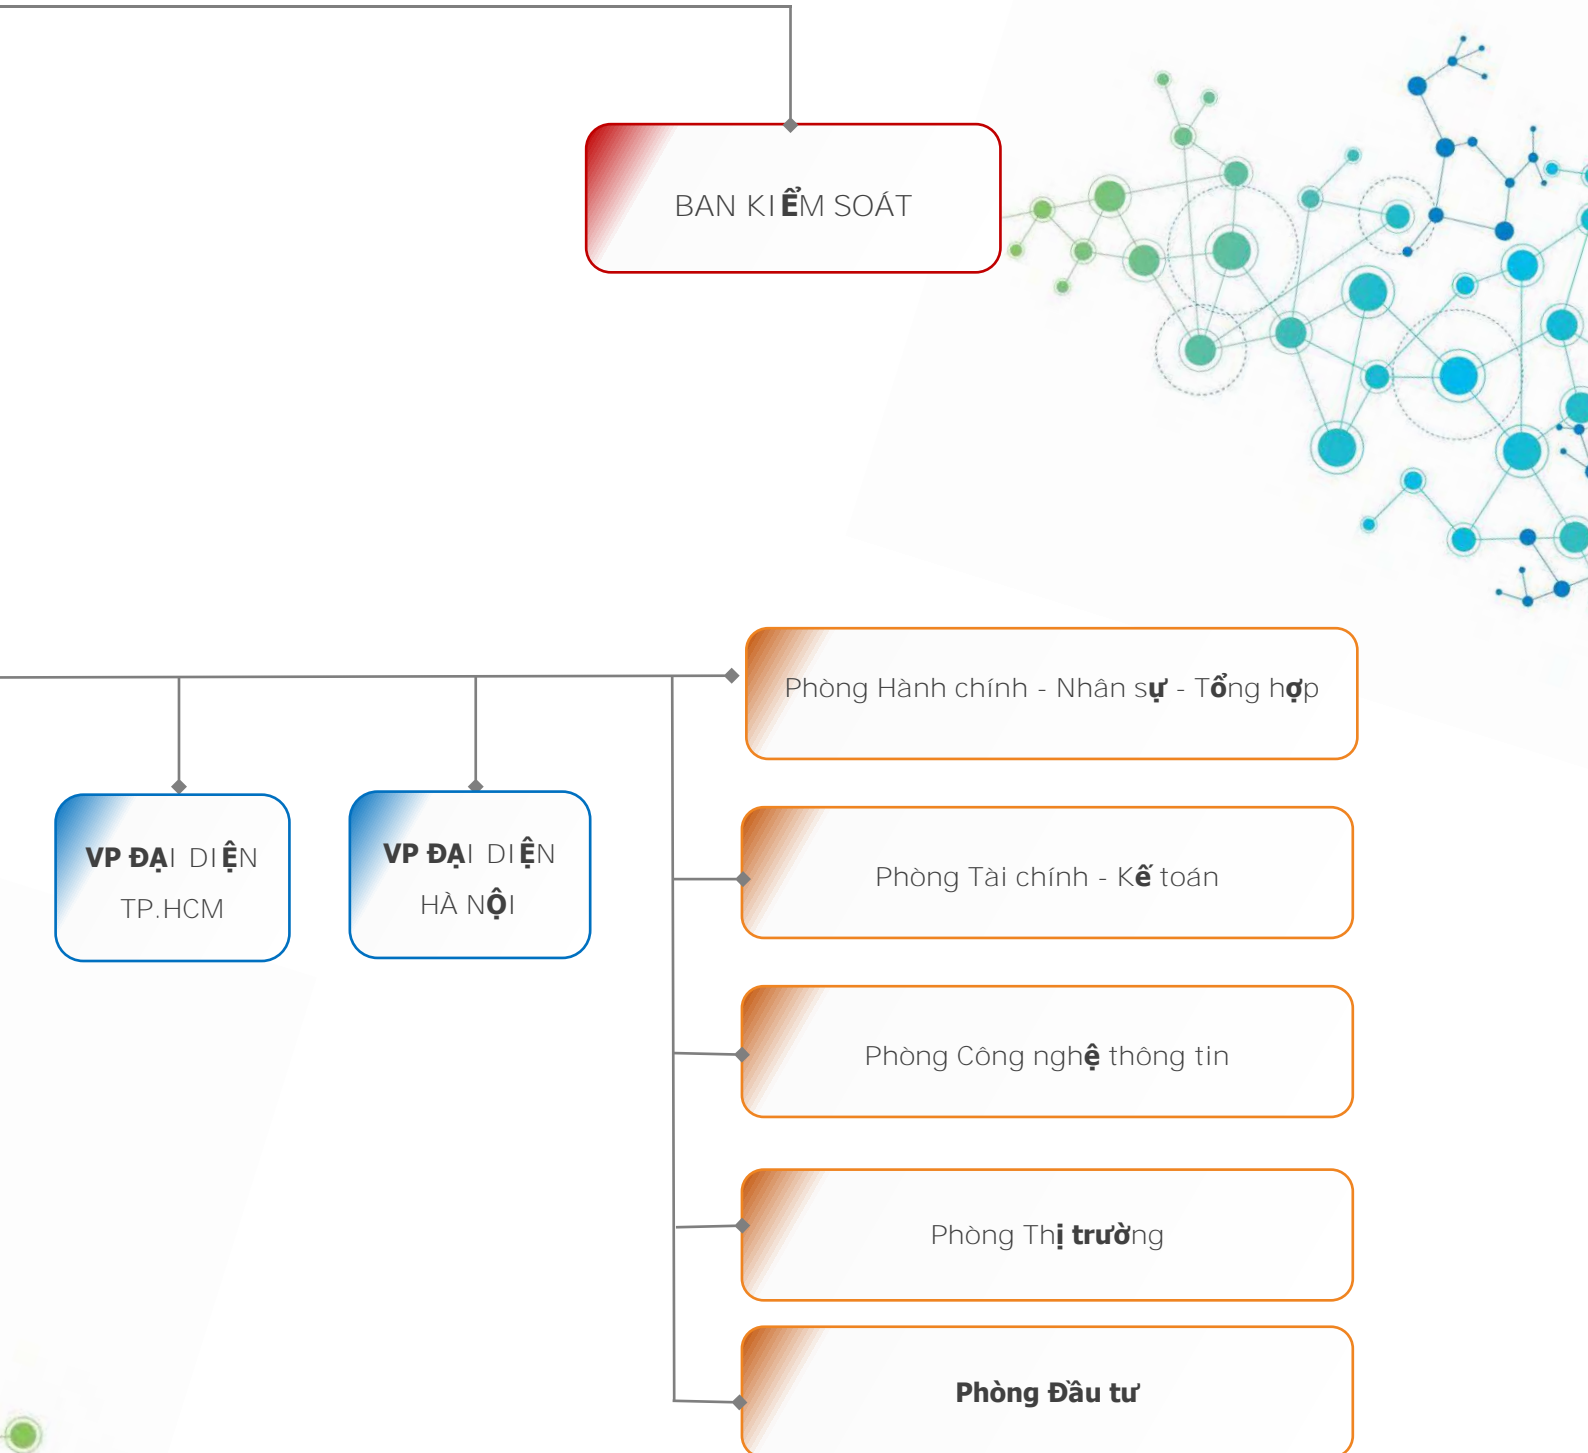 BAN KIỂM SOÁT
Phòng Hành chính - Nhân sự - Tổng hợp
VP ĐẠI DIỆN
TP.HCM
VP ĐẠI DIỆN
HÀ NỘI
Phòng Tài chính - Kế toán
Phòng Công nghệ thông tin
Phòng Thị trường
Phòng Đầu tư